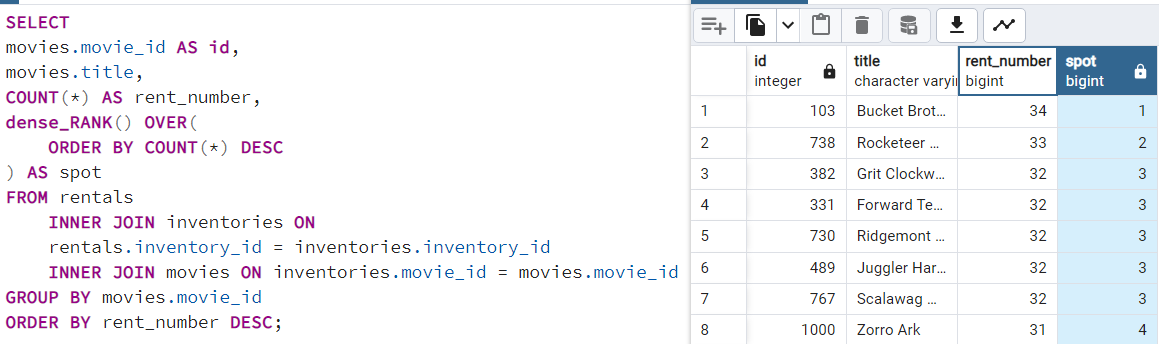 SELECT
movies.movie_id AS id,
movies.title,
COUNT(*) AS rent_number,
dense_RANK() OVER(
    ORDER BY COUNT(*) DESC
) AS spot
FROM rentals
    INNER JOIN inventories ON
    rentals.inventory_id = inventories.inventory_id
    INNER JOIN movies ON inventories.movie_id = movies.movie_id
GROUP BY movies.movie_id
ORDER BY rent_number DESC;
id title rent_number spot
integer character varyin bigint bigint
1 103 Bucket Brot... 34 1
2 738 Rocketeer ... 33 2
3 382 Grit Clockw... 32 3
4 331 Forward Te... 32 3
5 730 Ridgemont ... 32 3
6 489 Juggler Har... 32 3
7 767 Scalawag ... 32 3
8 1000 Zorro Ark 31 4